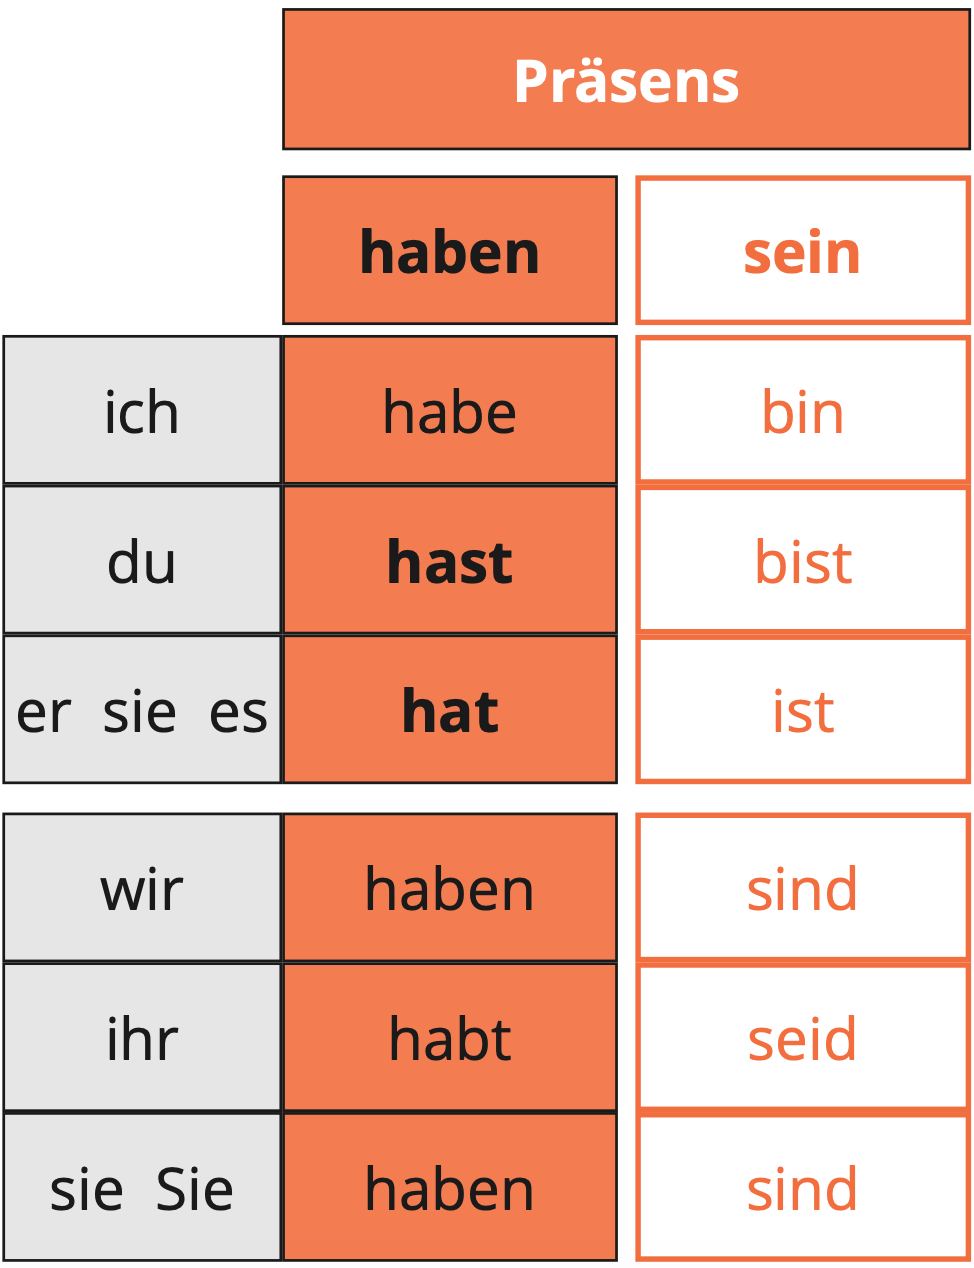 Präsens
haben sein
ich habe bin
du hast bist
er sie es hat ist
wir haben sind
ihr habt seid
sie Sie haben sind